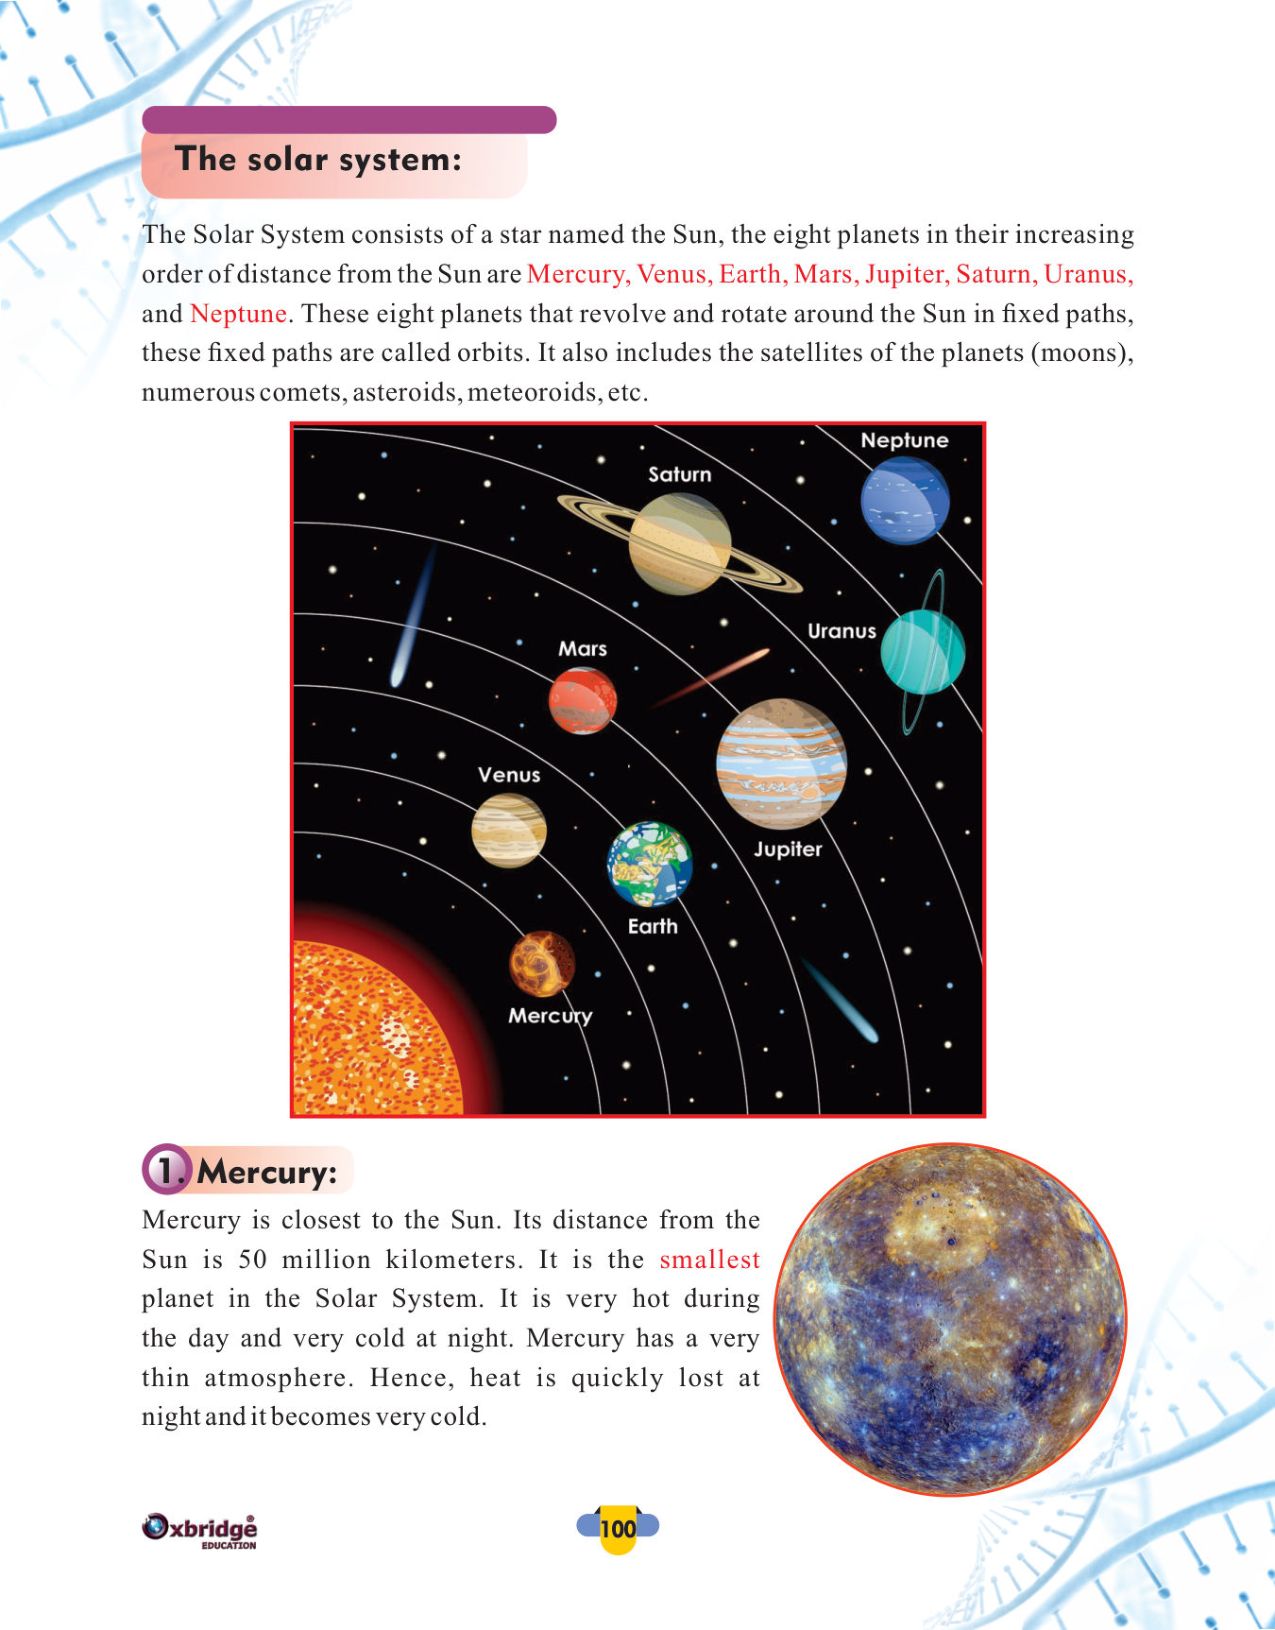 The solar system:
The Solar System consists of a star named the Sun, the eight planets in their increasing
order of distance from the Sun are Mercury, Venus, Earth, Mars, Jupiter, Saturn, Uranus,
and Neptune. These eight planets that revolve and rotate around the Sun in fixed paths,
these fixed paths are called orbits. It also includes the satellites of the planets (moons),
numerous comets, asteroids, meteoroids, etc.
Neptune
Saturn
Uranus
Mars
Venus
Jupiter
Earth
Mercury
1. Mercury:
Mercury is closest to the Sun. Its distance from the
Sun is 50 million kilometers. It is the smallest
planet in the Solar System. It is very hot during
the day and very cold at night. Mercury has a very
thin atmosphere. Hence, heat is quickly lost at
night and it becomes very cold.
Oxbridge®
EDUCATION
100